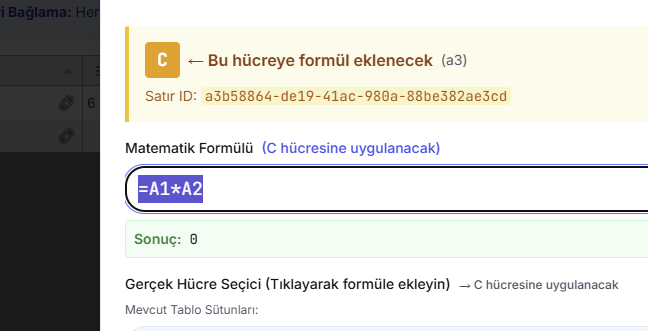 ri Bağlama: Her
C ← Bu hücreye formül eklenecek (a3)
Satır ID: a3b58864-de19-41ac-980a-88be382ae3cd
6
Matematik Formülü (C hücresine uygulanacak)
=A1*A2
Sonuç: 0
Gerçek Hücre Seçici (Tıklayarak formüle ekleyin) → C hücresine uygulanacak
Mevcut Tablo Sütunları: